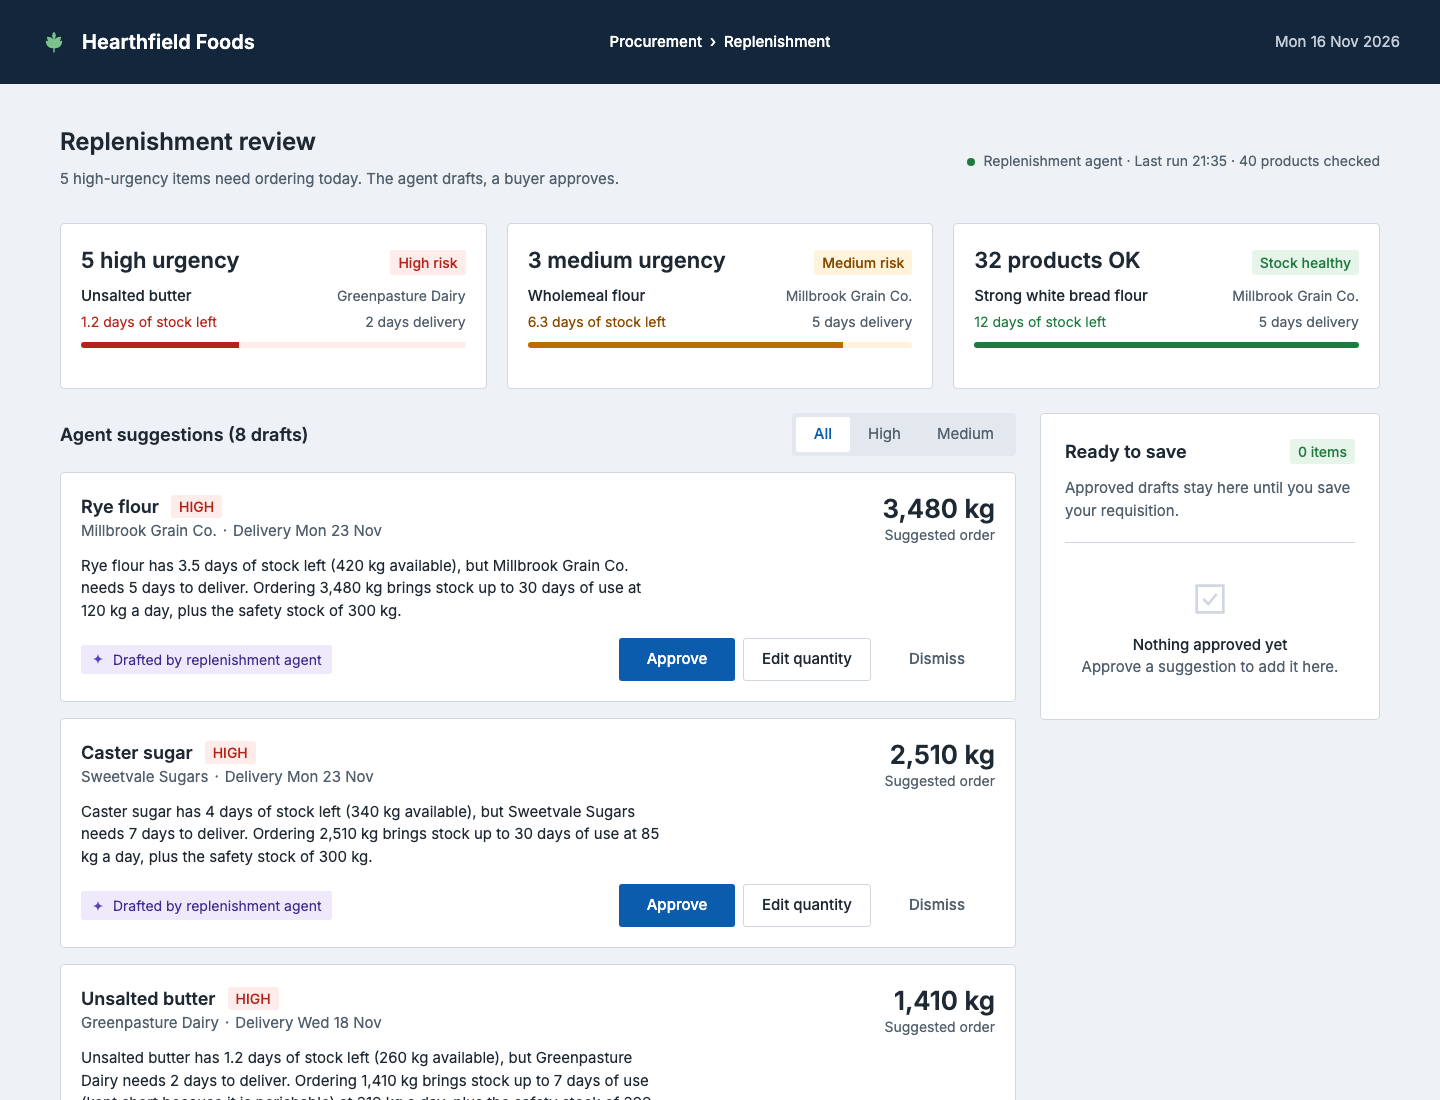 Hearthfield Foods
Procurement › Replenishment
Mon 16 Nov 2026
Replenishment review
5 high-urgency items need ordering today. The agent drafts, a buyer approves.
Replenishment agent · Last run 21:35 · 40 products checked
5 high urgency
High risk
Unsalted butter
Greenpasture Dairy
1.2 days of stock left
2 days delivery
3 medium urgency
Medium risk
Wholemeal flour
Millbrook Grain Co.
6.3 days of stock left
5 days delivery
32 products OK
Stock healthy
Strong white bread flour
Millbrook Grain Co.
12 days of stock left
5 days delivery
Agent suggestions (8 drafts)
All
High
Medium
Rye flour HIGH
Millbrook Grain Co. · Delivery Mon 23 Nov
3,480 kg
Suggested order
Rye flour has 3.5 days of stock left (420 kg available), but Millbrook Grain Co.
needs 5 days to deliver. Ordering 3,480 kg brings stock up to 30 days of use at
120 kg a day, plus the safety stock of 300 kg.
Drafted by replenishment agent
Approve
Edit quantity
Dismiss
Caster sugar HIGH
Sweetvale Sugars · Delivery Mon 23 Nov
2,510 kg
Suggested order
Caster sugar has 4 days of stock left (340 kg available), but Sweetvale Sugars
needs 7 days to deliver. Ordering 2,510 kg brings stock up to 30 days of use at 85
kg a day, plus the safety stock of 300 kg.
Drafted by replenishment agent
Approve
Edit quantity
Dismiss
Unsalted butter HIGH
Greenpasture Dairy · Delivery Wed 18 Nov
1,410 kg
Suggested order
Unsalted butter has 1.2 days of stock left (260 kg available), but Greenpasture
Dairy needs 2 days to deliver. Ordering 1,410 kg brings stock up to 7 days of use
Ready to save
0 items
Approved drafts stay here until you save
your requisition.
Nothing approved yet
Approve a suggestion to add it here.